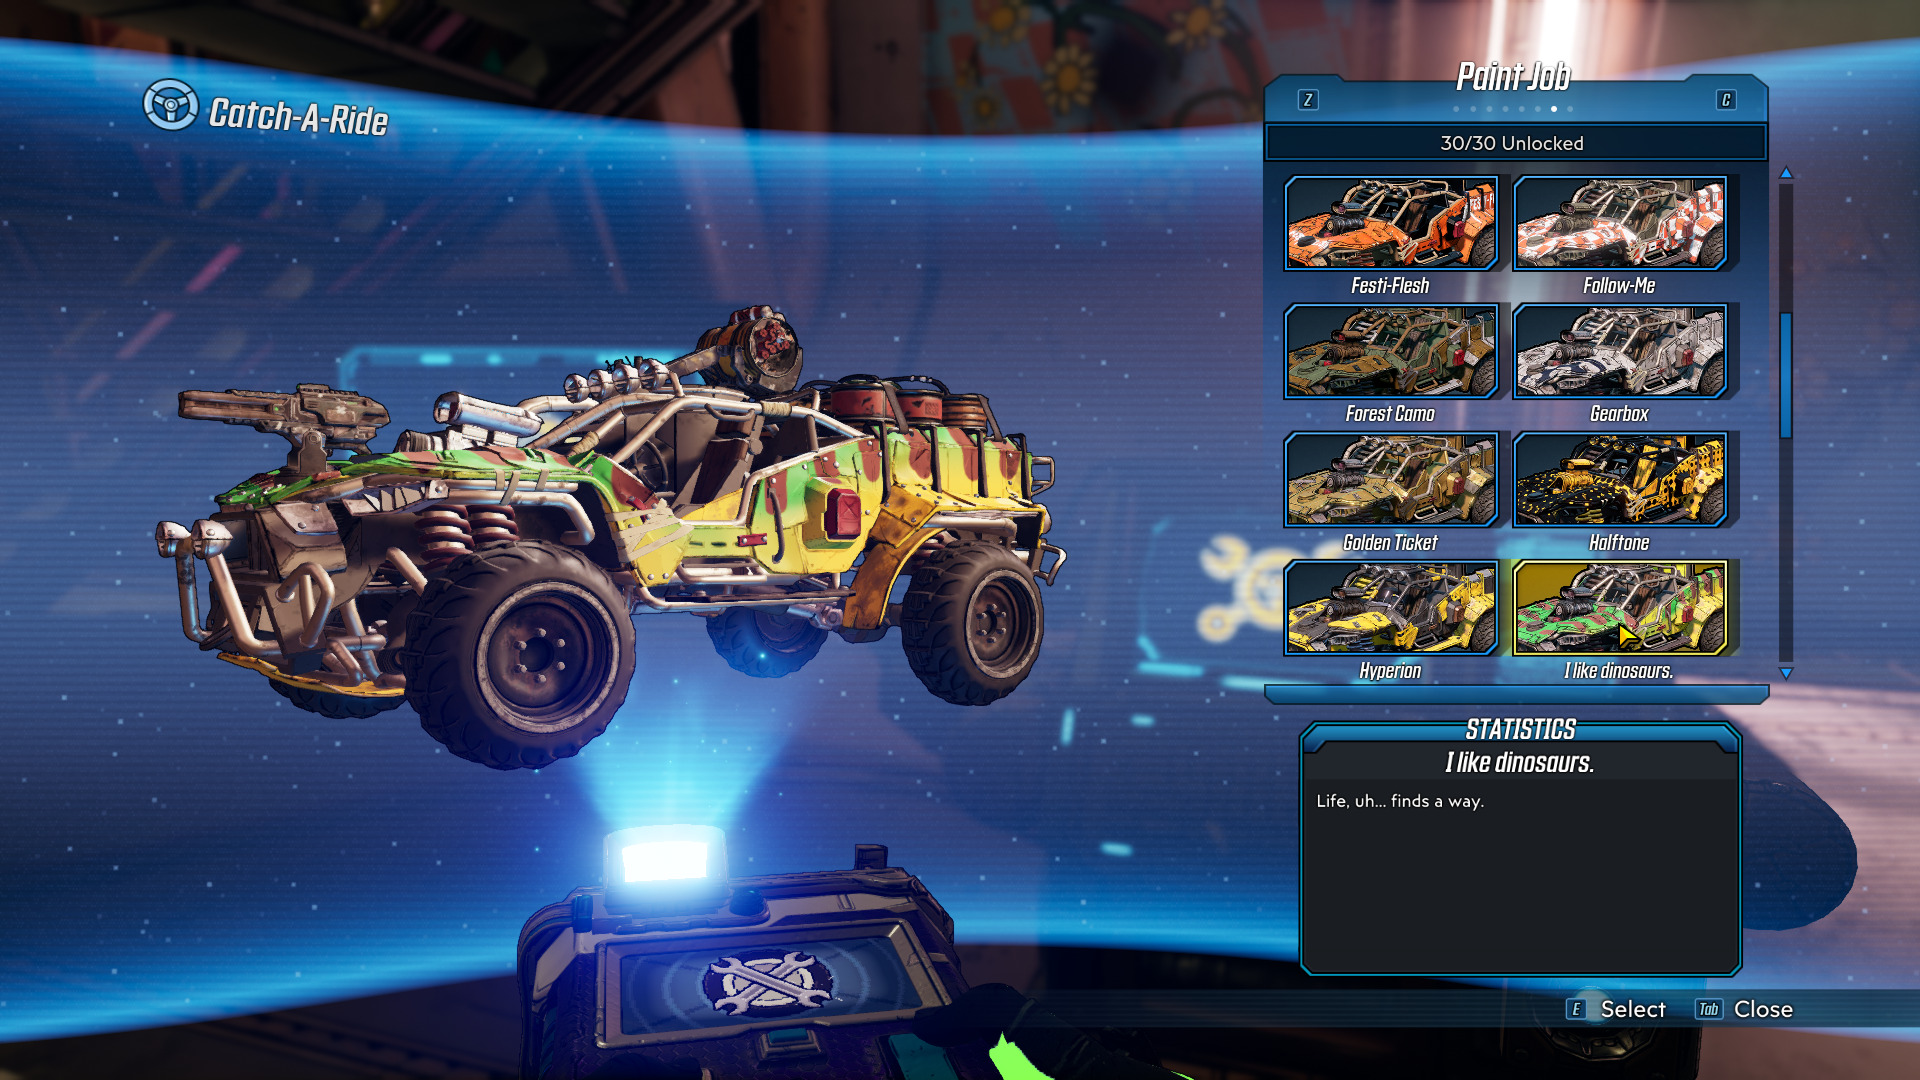 Catch-A-Ride
Paint Job
Z
C
30/30 Unlocked
Festi-Flesh
Follow-Me
Forest Camo
Gearbox
Golden Ticket
Halftone
Hyperion
I like dinosaurs.
STATISTICS
I like dinosaurs.
Life, uh... finds a way.
E Select Tab Close